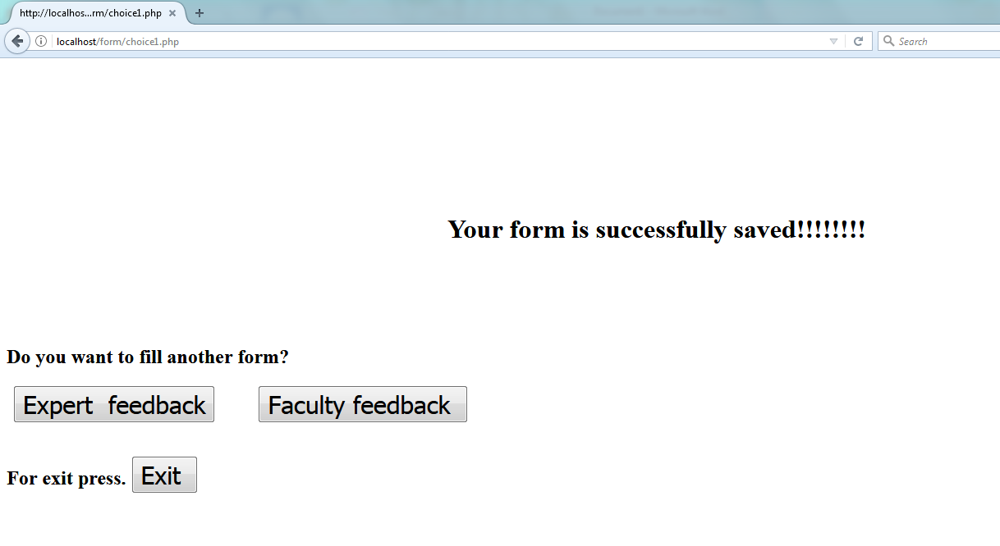 http://localhos...rm/choice1.php
localhost/form/choice1.php
Search
Your form is successfully saved!!!!!!!!
Do you want to fill another form?
Expert  feedback
Faculty feedback
For exit press. Exit